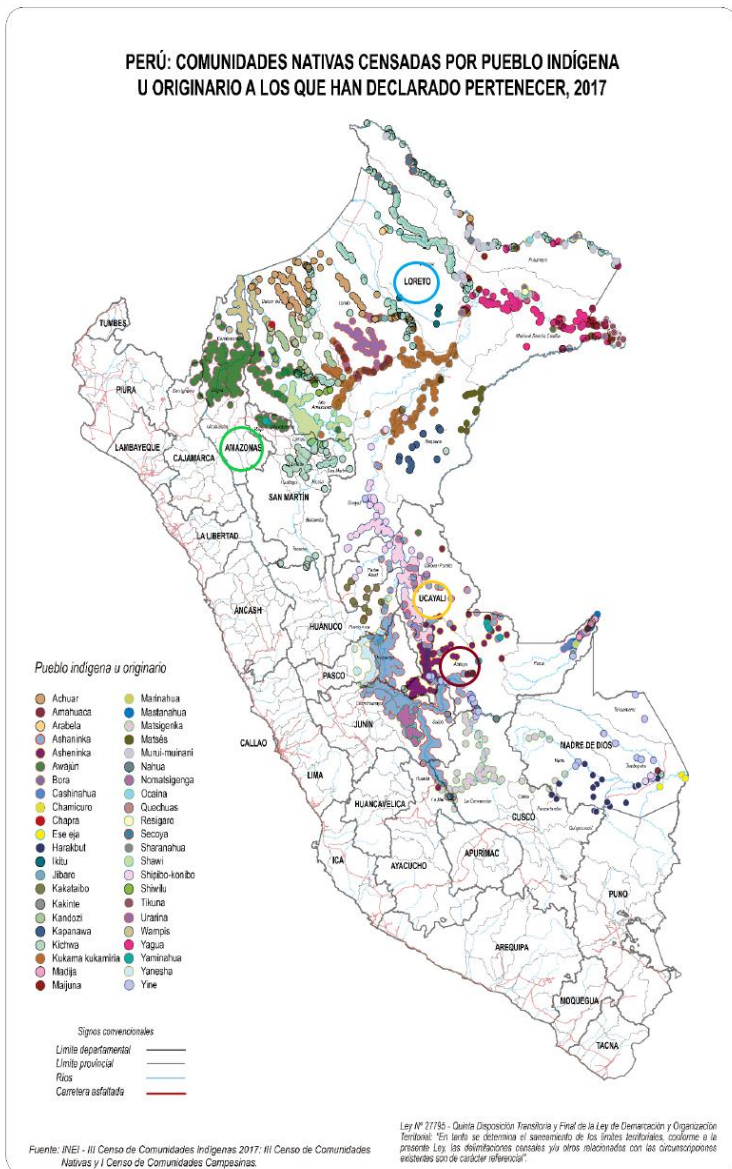 PERÚ: COMUNIDADES NATIVAS CENSADAS POR PUEBLO INDÍGENA
U ORIGINARIO A LOS QUE HAN DECLARADO PERTENECER, 2017
LORETO
TUMBES
PIURA
LAMBAYEQUE
CAJAMARCA
AMAZONAS
SAN MARTÍN
LA LIBERTAD
ÁNCASH
HUÁNUCO
UCAYALI
PASCO
JUNÍN
CALLAO
LIMA
MADRE DE DIOS
HUANCAVELICA
CUSCO
ICA
AYACUCHO
APURÍMAC
PUNO
AREQUIPA
MOQUEGUA
TACNA
Pueblo indígena u originario
Achuar
Amahuaca
Arabela
Ashaninka
Asheninka
Awajún
Bora
Cashinahua
Chamicuro
Chapra
Ese eja
Harakbut
Ikitu
Jíbaro
Kakataibo
Kakinte
Kandozi
Kapanawa
Kichwa
Kukama kukamiria
Madija
Maijuna
Marinahua
Mastanahua
Matsigenka
Matsés
Murui-muinani
Nahua
Nomatsigenga
Ocaina
Quechuas
Resígaro
Secoya
Sharanahua
Shawi
Shipibo-konibo
Shiwilu
Tikuna
Urarina
Wampis
Yagua
Yaminahua
Yanesha
Yine
Signos convencionales
Límite departamental
Límite provincial
Ríos
Carretera asfaltada
Fuente: INEI - III Censo de Comunidades Indígenas 2017: III Censo de Comunidades
Nativas y I Censo de Comunidades Campesinas.
Ley N° 27795 - Quinta Disposición Transitoria y Final de la Ley de Demarcación y Organización
Territorial: "En tanto se determina el saneamiento de los límites territoriales, conforme a la
presente Ley, las delimitaciones censales y/u otros relacionados con las circunscripciones
existentes son de carácter referencial".